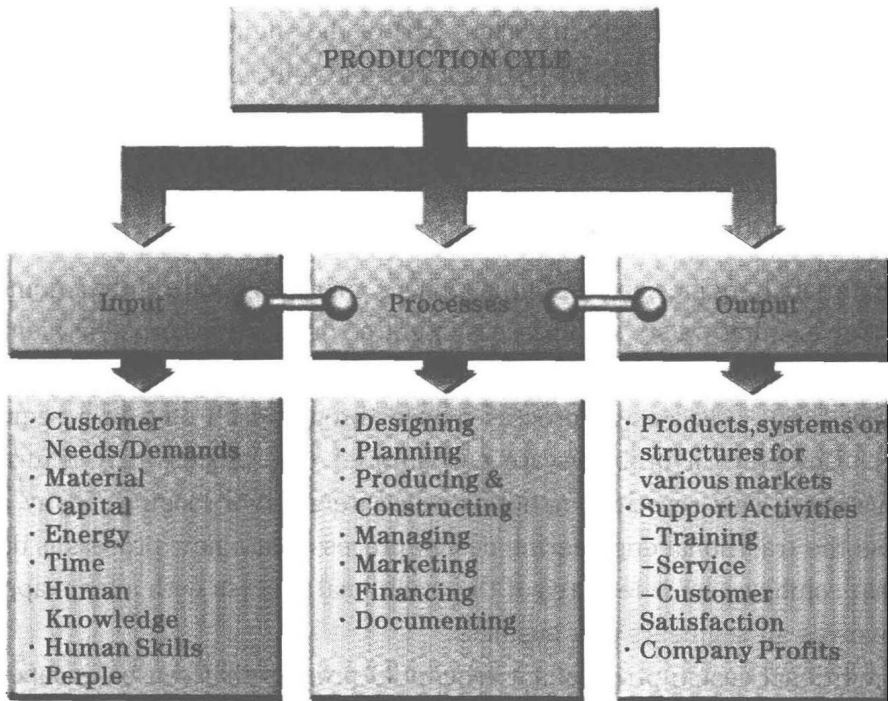 PRODUCTION CYLE
Input
Processes
Output
· Customer
Needs/Demands
· Material
· Capital
· Energy
· Time
· Human
Knowledge
· Human Skills
· Perple
· Designing
· Planning
· Producing &
Constructing
· Managing
· Marketing
· Financing
· Documenting
· Products,systems or
structures for
various markets
· Support Activities
–Training
–Service
–Customer
Satisfaction
· Company Profits